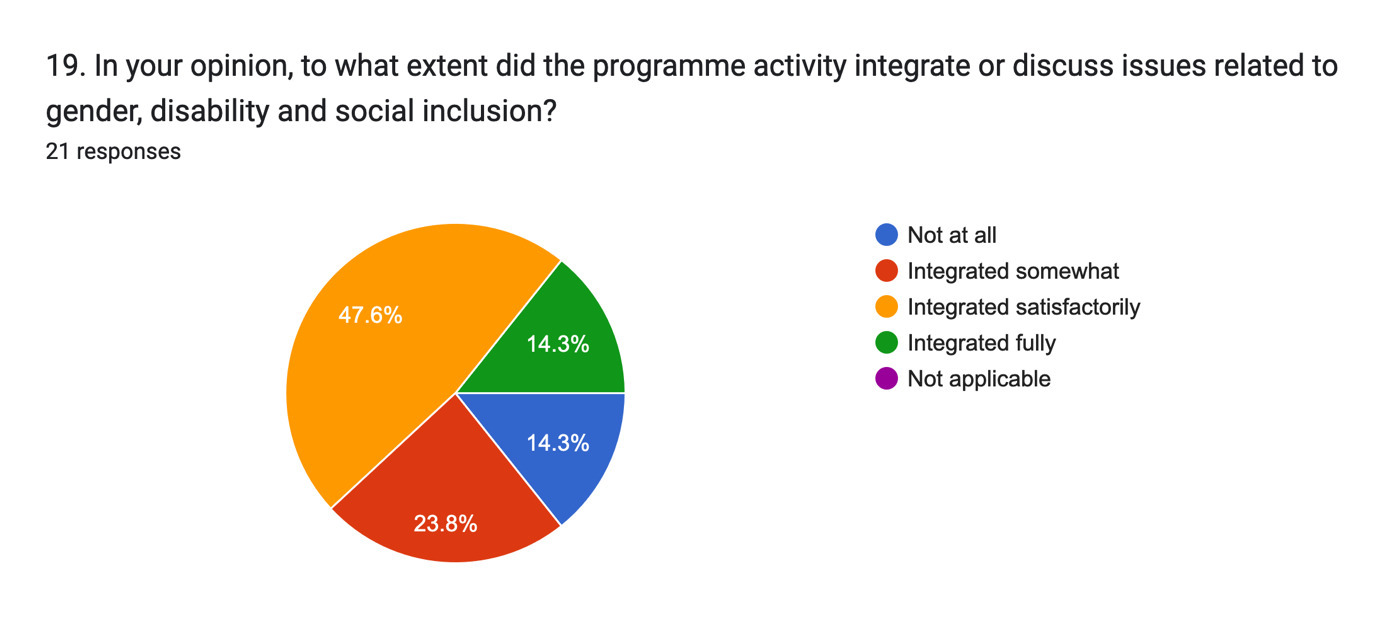 19. In your opinion, to what extent did the programme activity integrate or discuss issues related to
gender, disability and social inclusion?
21 responses
47.6%
14.3%
14.3%
23.8%
Not at all
Integrated somewhat
Integrated satisfactorily
Integrated fully
Not applicable